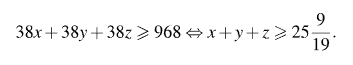 38x + 38y + 38z ⩾ 968 ⇔ x + y + z ⩾ 25 9/19.